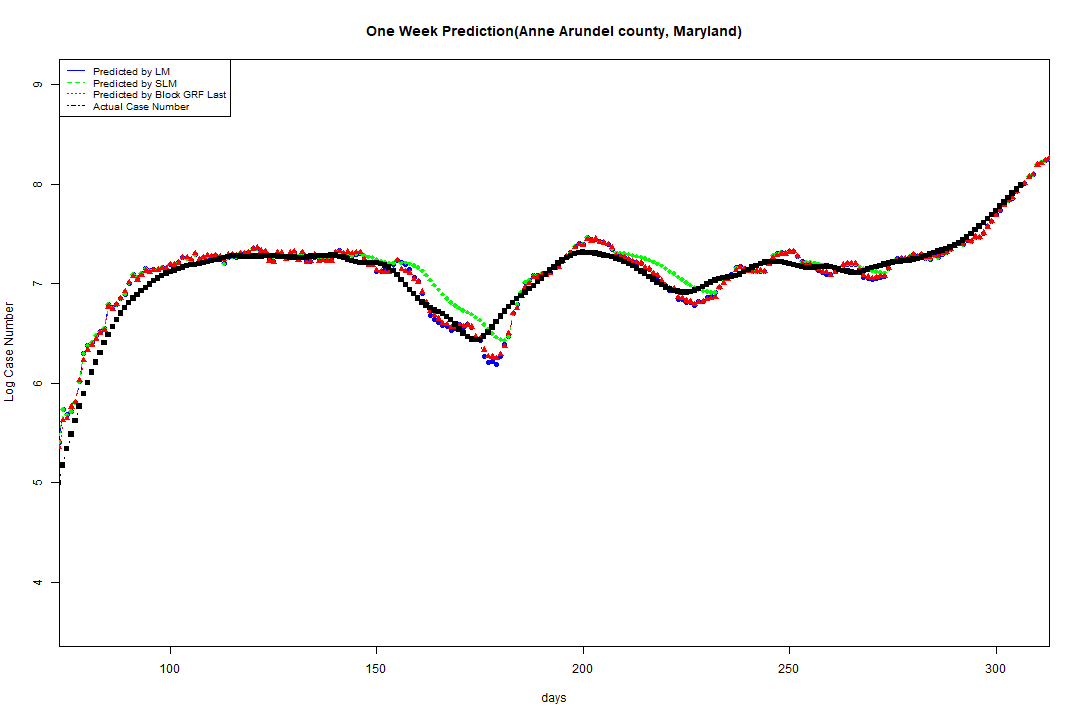 One Week Prediction(Anne Arundel county, Maryland)
Predicted by LM
Predicted by SLM
Predicted by Block GRF Last
Actual Case Number
9
8
7
6
5
4
Log Case Number
100 150 200 250 300
days